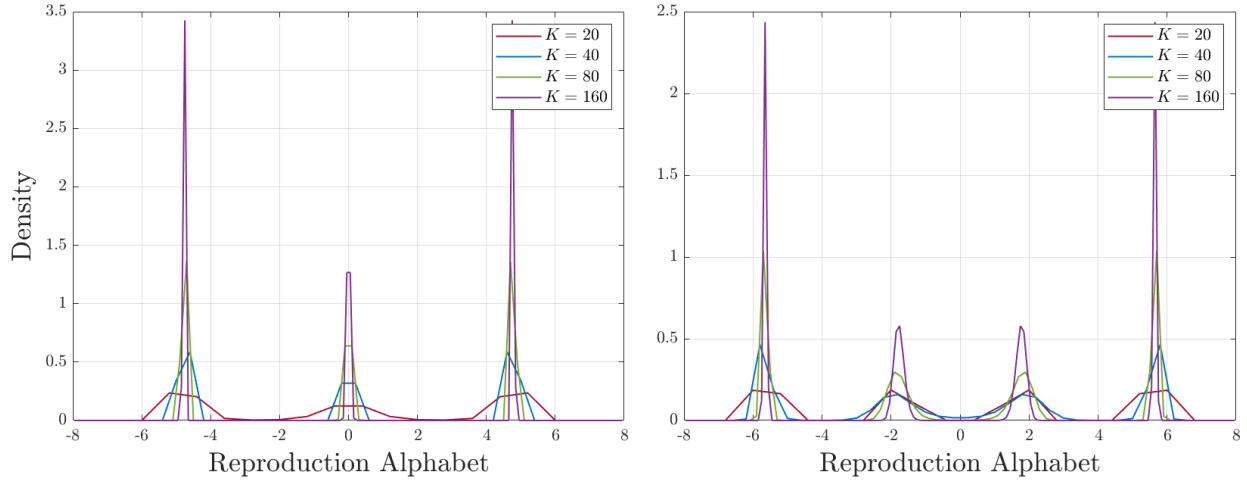 3.5
3
2.5
2
1.5
1
0.5
0
-8 -6 -4 -2 0 2 4 6 8
Density
Reproduction Alphabet
K = 20
K = 40
K = 80
K = 160
2.5
2
1.5
1
0.5
0
-8 -6 -4 -2 0 2 4 6 8
Reproduction Alphabet
K = 20
K = 40
K = 80
K = 160